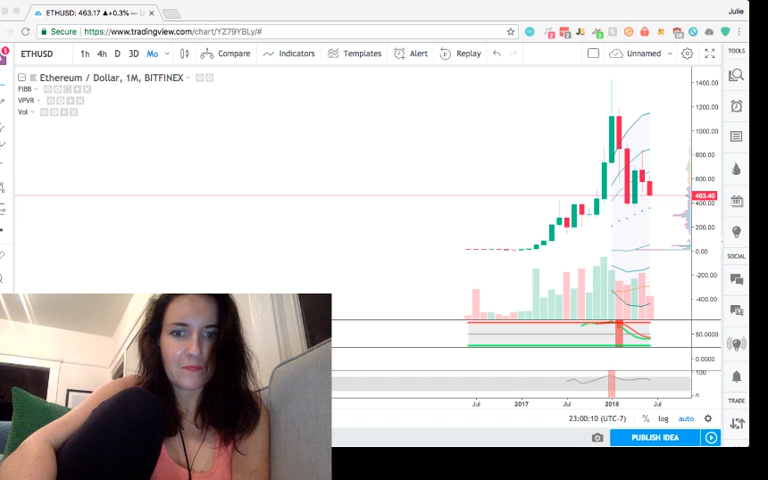 ETHUSD: 463.17 ▲+0.3% — U
Julie
Secure | https://www.tradingview.com/chart/YZ79YBLy/#
ETHUSD 1h 4h D 3D Mo Compare Indicators Templates Alert Replay Unnamed
TOOLS
Ethereum / Dollar, 1M, BITFINEX
FIBB
VPVR
Vol
1400.00
1200.00
1000.00
800.00
600.00
463.40
400.00
200.00
0.00
-200.00
-400.00
SOCIAL
50.0000
0.0000
100
0
TRADE
Jul 2017 Jul 2018 Jul
23:00:10 (UTC-7) % log auto
PUBLISH IDEA